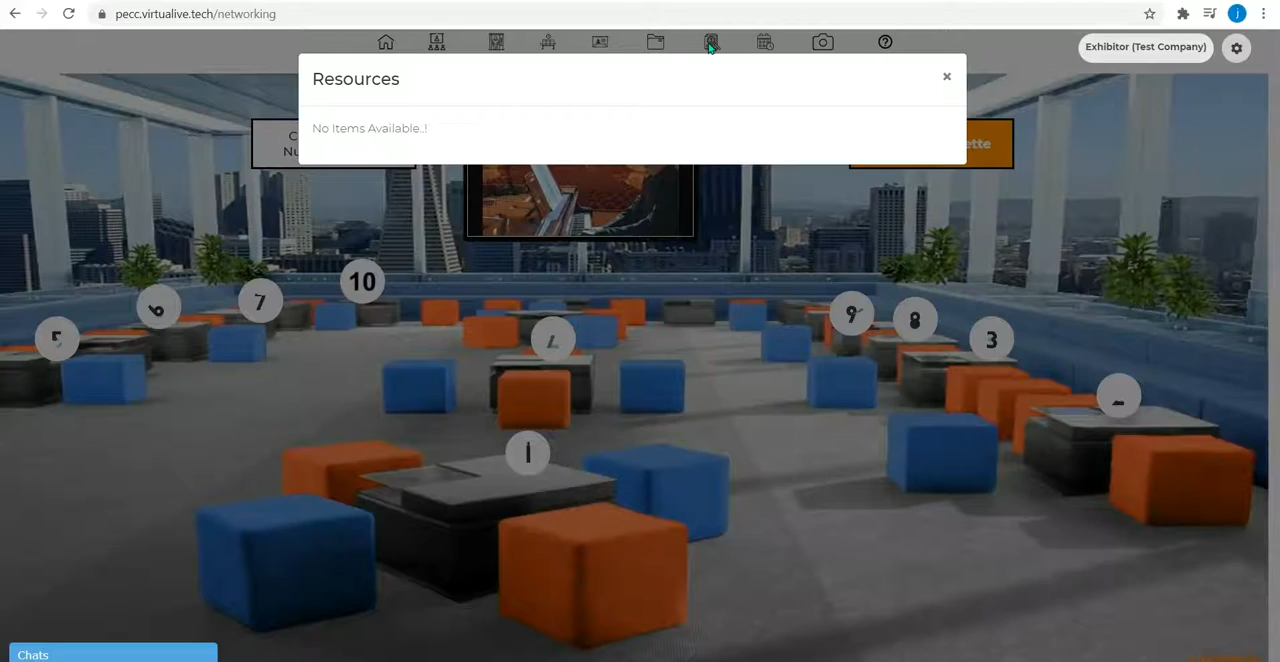 pecc.virtualive.tech/networking
j
Exhibitor (Test Company)
Resources
×
No Items Available..!
10
7
6
5
9
8
3
1
Chats